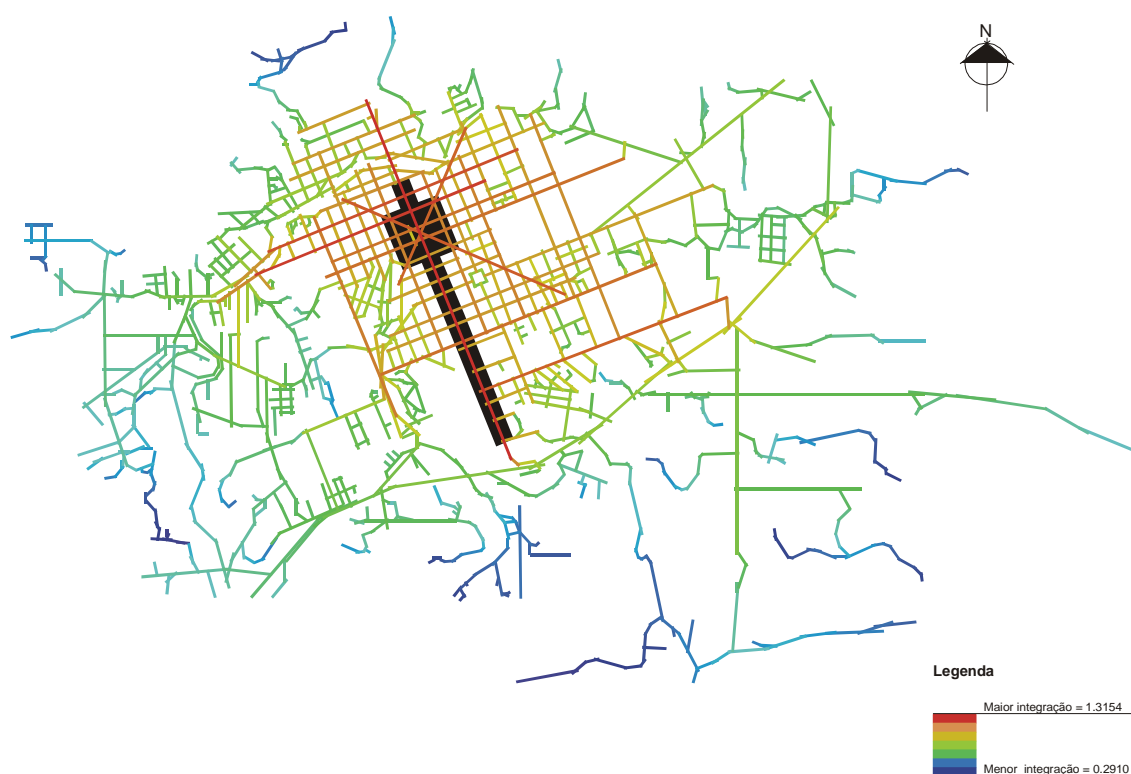 N
Legenda
Maior integração = 1.3154
Menor integração = 0.2910